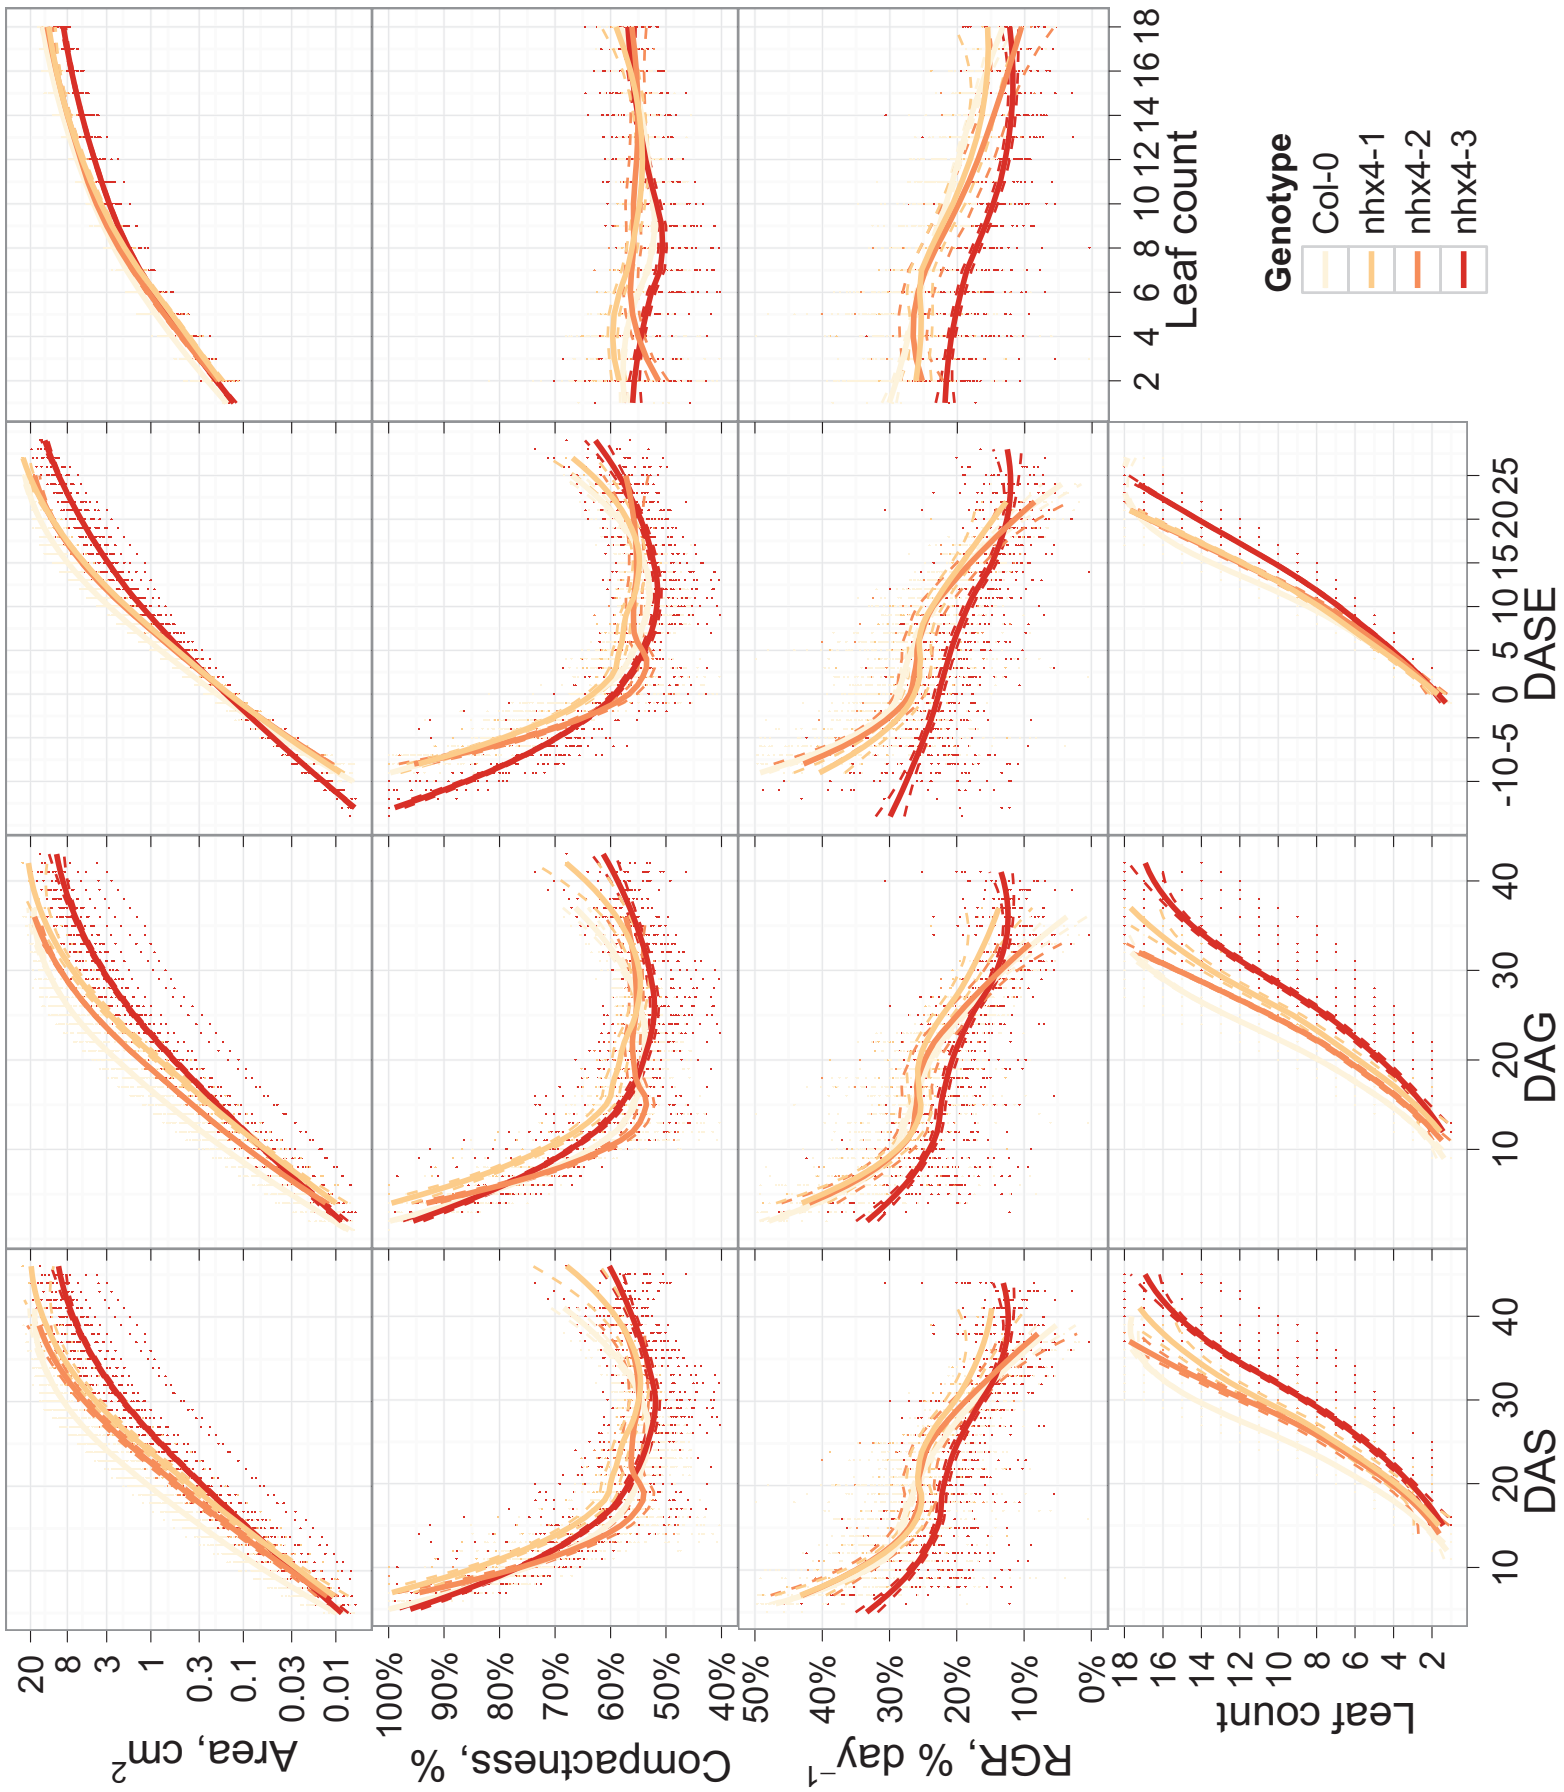 Area, cm²
20
8
3
1
0.3
0.1
0.03
0.01
Compactness, %
100%
90%
80%
70%
60%
50%
40%
RGR, % day⁻¹
50%
40%
30%
20%
10%
0%
Leaf count
18
16
14
12
10
8
6
4
2
10 20 30 40
DAS
10 20 30 40
DAG
-10 -5 0 5 10 15 20 25
DASE
2 4 6 8 10 12 14 16 18
Leaf count
Genotype
Col-0
nhx4-1
nhx4-2
nhx4-3